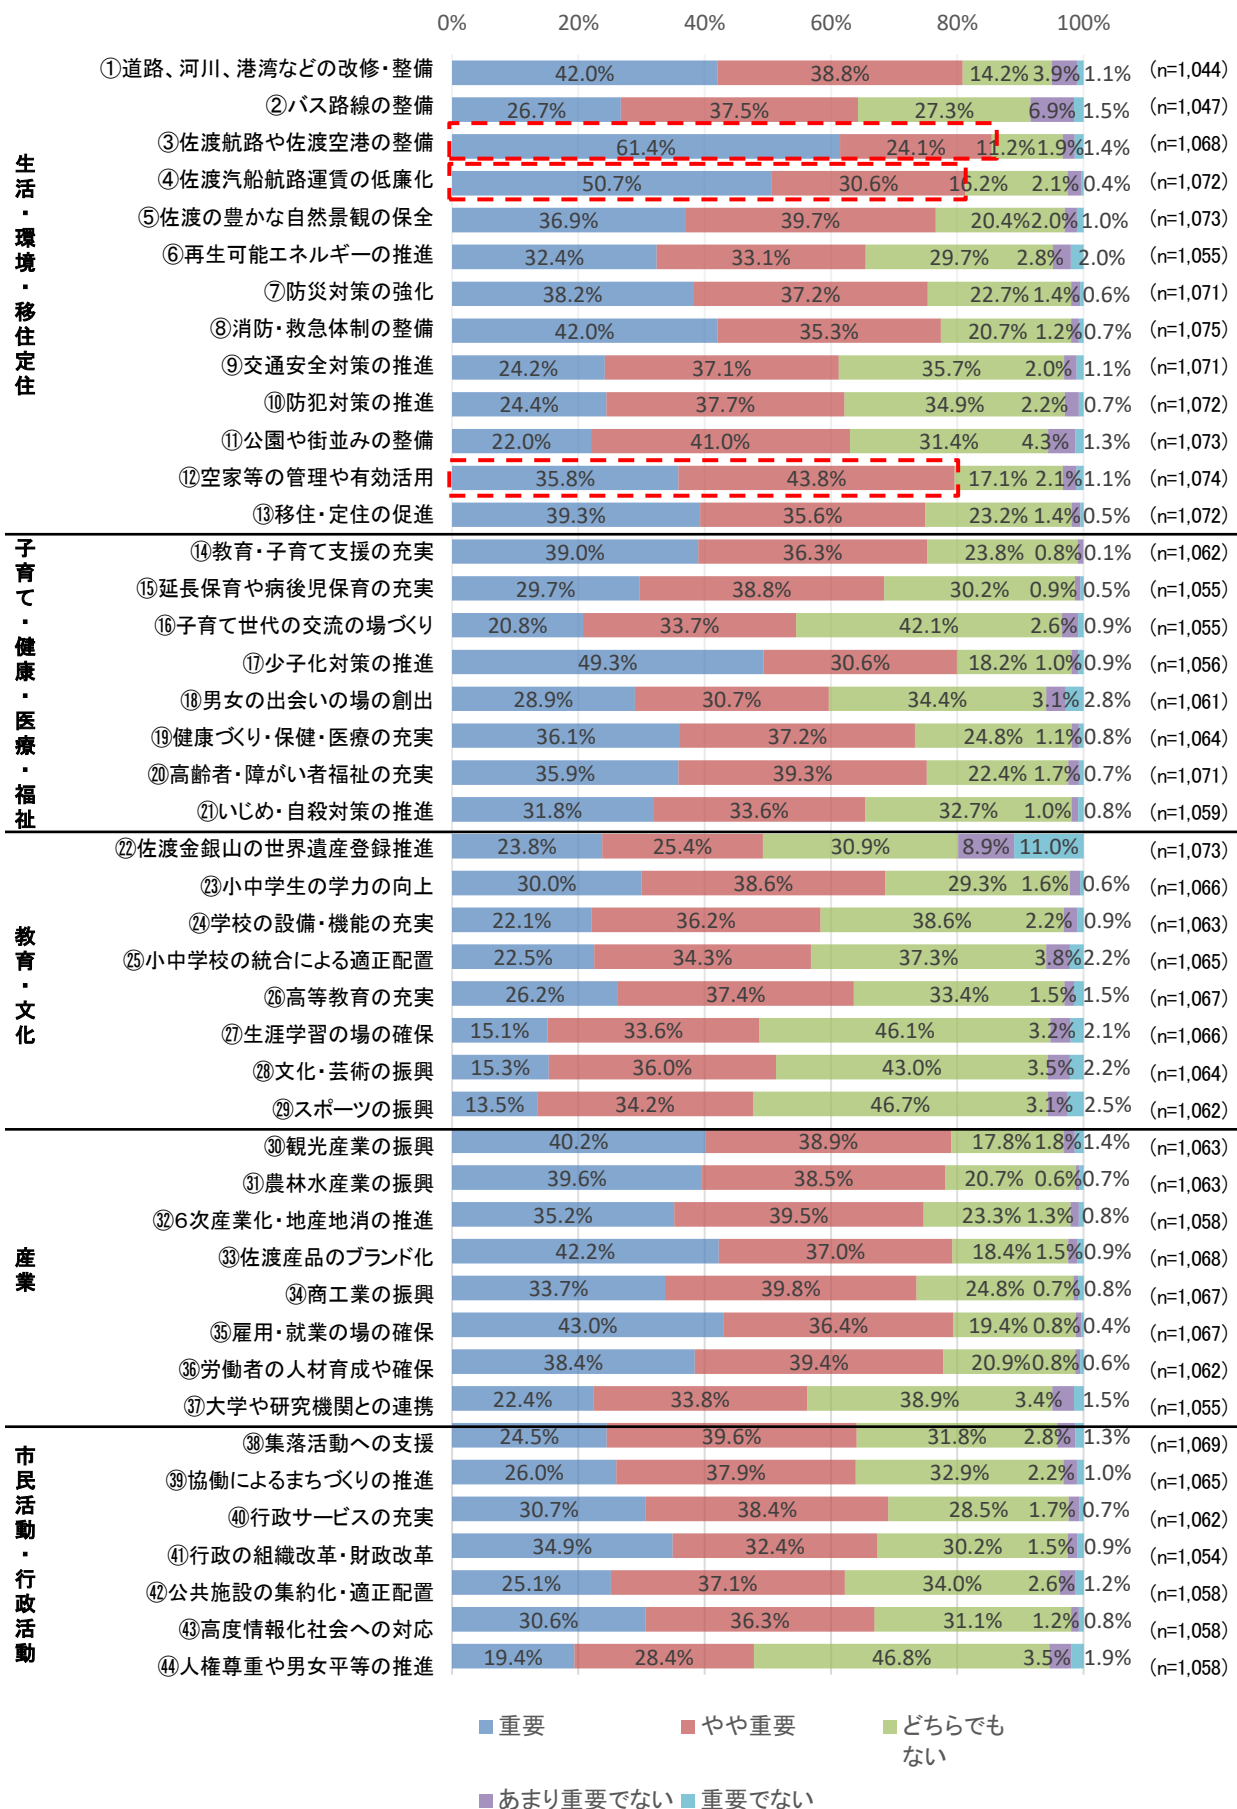 0% 20% 40% 60% 80% 100%
生活・環境・移住定住
①道路、河川、港湾などの改修・整備 42.0% 38.8% 14.2% 3.9% 1.1% (n=1,044)
②バス路線の整備 26.7% 37.5% 27.3% 6.9% 1.5% (n=1,047)
③佐渡航路や佐渡空港の整備 61.4% 24.1% 11.2% 1.9% 1.4% (n=1,068)
④佐渡汽船航路運賃の低廉化 50.7% 30.6% 16.2% 2.1% 0.4% (n=1,072)
⑤佐渡の豊かな自然景観の保全 36.9% 39.7% 20.4% 2.0% 1.0% (n=1,073)
⑥再生可能エネルギーの推進 32.4% 33.1% 29.7% 2.8% 2.0% (n=1,055)
⑦防災対策の強化 38.2% 37.2% 22.7% 1.4% 0.6% (n=1,071)
⑧消防・救急体制の整備 42.0% 35.3% 20.7% 1.2% 0.7% (n=1,075)
⑨交通安全対策の推進 24.2% 37.1% 35.7% 2.0% 1.1% (n=1,071)
⑩防犯対策の推進 24.4% 37.7% 34.9% 2.2% 0.7% (n=1,072)
⑪公園や街並みの整備 22.0% 41.0% 31.4% 4.3% 1.3% (n=1,073)
⑫空家等の管理や有効活用 35.8% 43.8% 17.1% 2.1% 1.1% (n=1,074)
⑬移住・定住の促進 39.3% 35.6% 23.2% 1.4% 0.5% (n=1,072)
子育て・健康・医療・福祉
⑭教育・子育て支援の充実 39.0% 36.3% 23.8% 0.8% 0.1% (n=1,062)
⑮延長保育や病後児保育の充実 29.7% 38.8% 30.2% 0.9% 0.5% (n=1,055)
⑯子育て世代の交流の場づくり 20.8% 33.7% 42.1% 2.6% 0.9% (n=1,055)
⑰少子化対策の推進 49.3% 30.6% 18.2% 1.0% 0.9% (n=1,056)
⑱男女の出会いの場の創出 28.9% 30.7% 34.4% 3.1% 2.8% (n=1,061)
⑲健康づくり・保健・医療の充実 36.1% 37.2% 24.8% 1.1% 0.8% (n=1,064)
⑳高齢者・障がい者福祉の充実 35.9% 39.3% 22.4% 1.7% 0.7% (n=1,071)
㉑いじめ・自殺対策の推進 31.8% 33.6% 32.7% 1.0% 0.8% (n=1,059)
教育・文化
㉒佐渡金銀山の世界遺産登録推進 23.8% 25.4% 30.9% 8.9% 11.0% (n=1,073)
㉓小中学生の学力の向上 30.0% 38.6% 29.3% 1.6% 0.6% (n=1,066)
㉔学校の設備・機能の充実 22.1% 36.2% 38.6% 2.2% 0.9% (n=1,063)
㉕小中学校の統合による適正配置 22.5% 34.3% 37.3% 3.8% 2.2% (n=1,065)
㉖高等教育の充実 26.2% 37.4% 33.4% 1.5% 1.5% (n=1,067)
㉗生涯学習の場の確保 15.1% 33.6% 46.1% 3.2% 2.1% (n=1,066)
㉘文化・芸術の振興 15.3% 36.0% 43.0% 3.5% 2.2% (n=1,064)
㉙スポーツの振興 13.5% 34.2% 46.7% 3.1% 2.5% (n=1,062)
産業
㉚観光産業の振興 40.2% 38.9% 17.8% 1.8% 1.4% (n=1,063)
㉛農林水産業の振興 39.6% 38.5% 20.7% 0.6% 0.7% (n=1,063)
㉜6次産業化・地産地消の推進 35.2% 39.5% 23.3% 1.3% 0.8% (n=1,058)
㉝佐渡産品のブランド化 42.2% 37.0% 18.4% 1.5% 0.9% (n=1,068)
㉞商工業の振興 33.7% 39.8% 24.8% 0.7% 0.8% (n=1,067)
㉟雇用・就業の場の確保 43.0% 36.4% 19.4% 0.8% 0.4% (n=1,067)
㊱労働者の人材育成や確保 38.4% 39.4% 20.9% 0.8% 0.6% (n=1,062)
㊲大学や研究機関との連携 22.4% 33.8% 38.9% 3.4% 1.5% (n=1,055)
市民活動・行政活動
㊳集落活動への支援 24.5% 39.6% 31.8% 2.8% 1.3% (n=1,069)
㊴協働によるまちづくりの推進 26.0% 37.9% 32.9% 2.2% 1.0% (n=1,065)
㊵行政サービスの充実 30.7% 38.4% 28.5% 1.7% 0.7% (n=1,062)
㊶行政の組織改革・財政改革 34.9% 32.4% 30.2% 1.5% 0.9% (n=1,054)
㊷公共施設の集約化・適正配置 25.1% 37.1% 34.0% 2.6% 1.2% (n=1,058)
㊸高度情報化社会への対応 30.6% 36.3% 31.1% 1.2% 0.8% (n=1,058)
㊹人権尊重や男女平等の推進 19.4% 28.4% 46.8% 3.5% 1.9% (n=1,058)
重要 やや重要 どちらでも
ない
あまり重要でない 重要でない